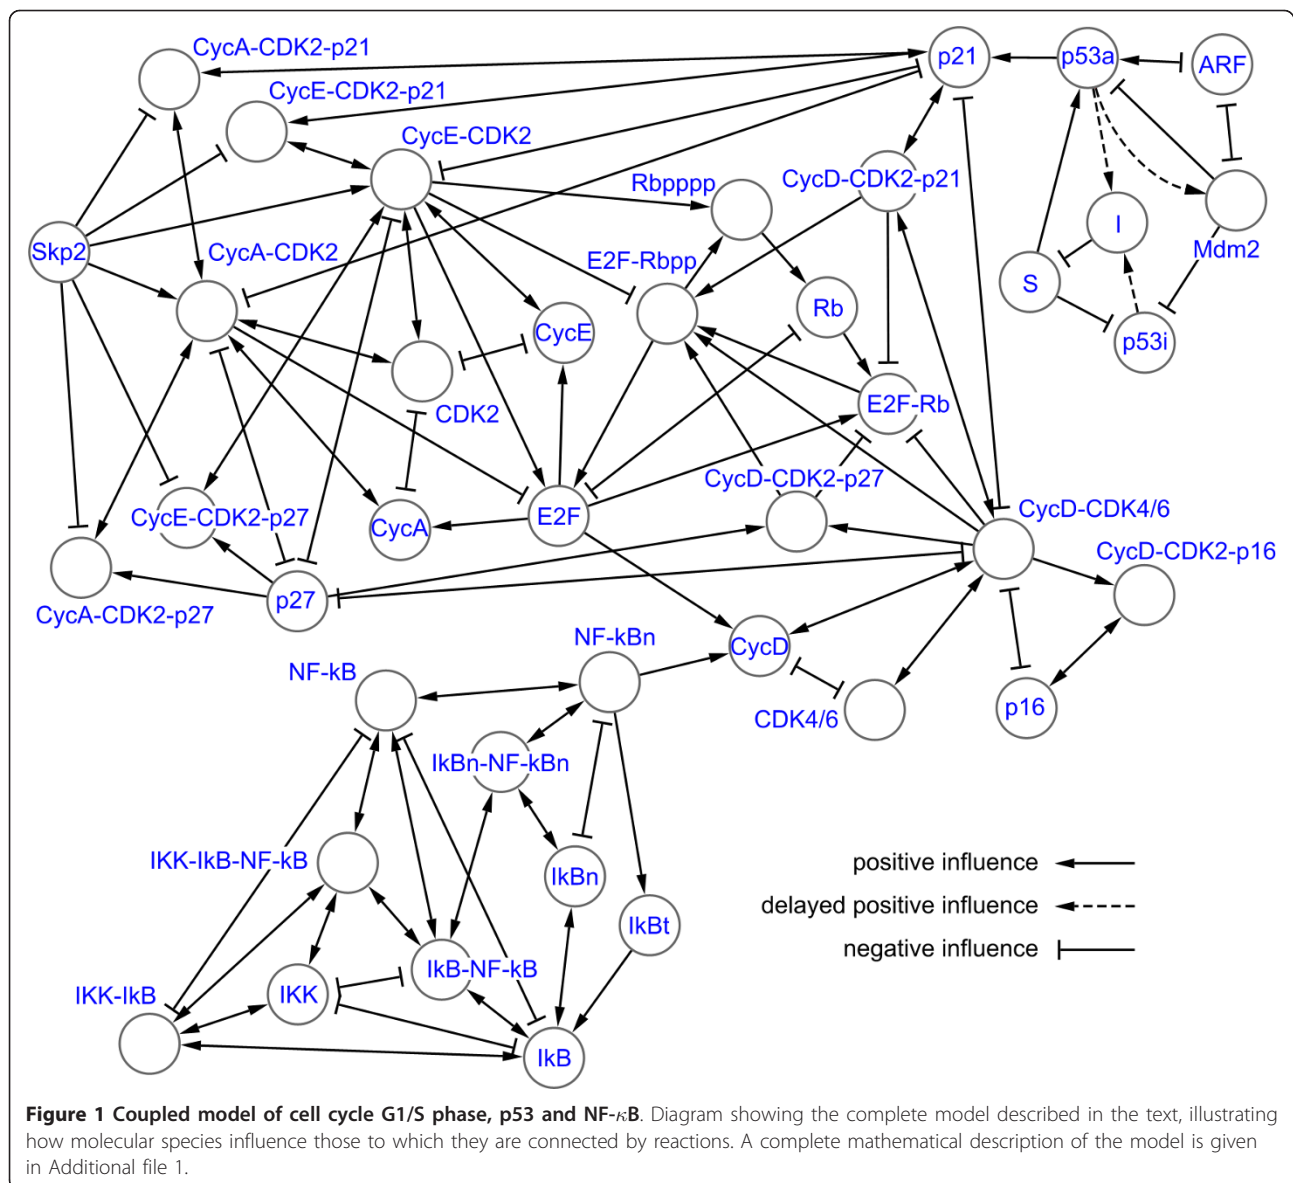 CycA-CDK2-p21
p21
p53a
ARF
CycE-CDK2-p21
CycE-CDK2
Rbpppp
CycD-CDK2-p21
I
Mdm2
Skp2
CycA-CDK2
E2F-Rbpp
S
Rb
CycE
p53i
CDK2
E2F-Rb
CycD-CDK2-p27
CycE-CDK2-p27
CycA
E2F
CycD-CDK4/6
CycD-CDK2-p16
CycA-CDK2-p27
p27
NF-kBn
CycD
NF-kB
CDK4/6
p16
IkBn-NF-kBn
IKK-IkB-NF-kB
IkBn
IkBt
IkB-NF-kB
IKK-IkB
IKK
IkB
positive influence
delayed positive influence
negative influence
Figure 1 Coupled model of cell cycle G1/S phase, p53 and NF-κB. Diagram showing the complete model described in the text, illustrating
how molecular species influence those to which they are connected by reactions. A complete mathematical description of the model is given
in Additional file 1.